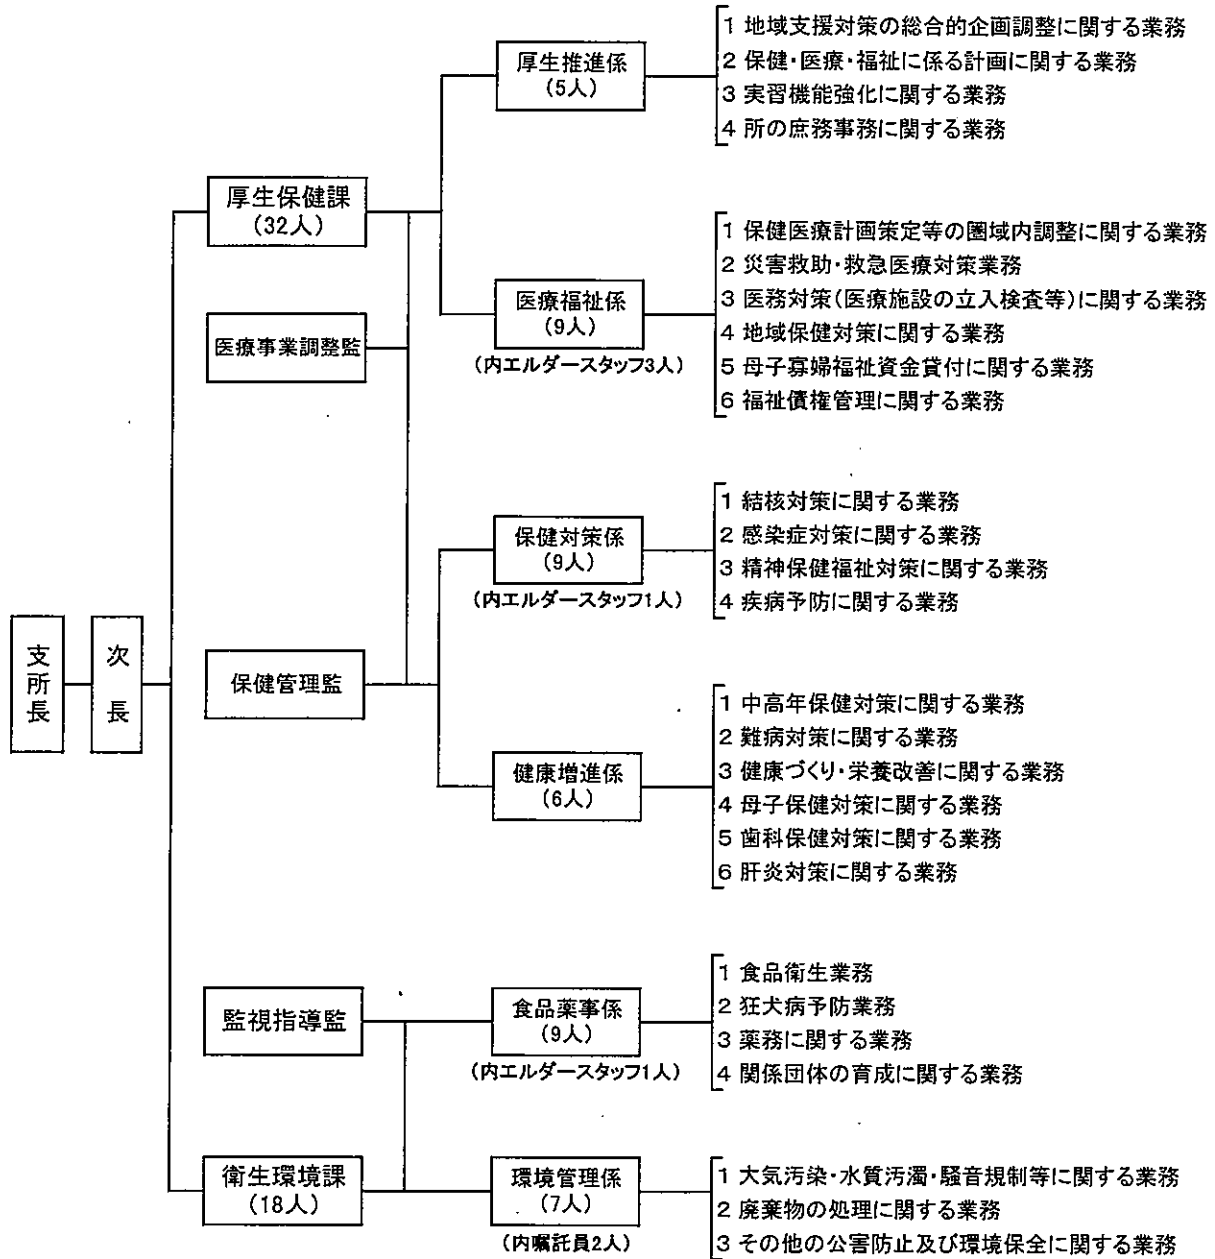 厚生推進係
(5人)
1 地域支援対策の総合的企画調整に関する業務
2 保健・医療・福祉に係る計画に関する業務
3 実習機能強化に関する業務
4 所の庶務事務に関する業務
厚生保健課
(32人)
医療福祉係
(9人)
(内エルダースタッフ3人)
1 保健医療計画策定等の圏域内調整に関する業務
2 災害救助・救急医療対策業務
3 医務対策(医療施設の立入検査等)に関する業務
4 地域保健対策に関する業務
5 母子寡婦福祉資金貸付に関する業務
6 福祉債権管理に関する業務
医療事業調整監
保健対策係
(9人)
(内エルダースタッフ1人)
1 結核対策に関する業務
2 感染症対策に関する業務
3 精神保健福祉対策に関する業務
4 疾病予防に関する業務
支所長
次長
保健管理監
健康増進係
(6人)
1 中高年保健対策に関する業務
2 難病対策に関する業務
3 健康づくり・栄養改善に関する業務
4 母子保健対策に関する業務
5 歯科保健対策に関する業務
6 肝炎対策に関する業務
監視指導監
食品薬事係
(9人)
(内エルダースタッフ1人)
1 食品衛生業務
2 狂犬病予防業務
3 薬務に関する業務
4 関係団体の育成に関する業務
衛生環境課
(18人)
環境管理係
(7人)
(内嘱託員2人)
1 大気汚染・水質汚濁・騒音規制等に関する業務
2 廃棄物の処理に関する業務
3 その他の公害防止及び環境保全に関する業務